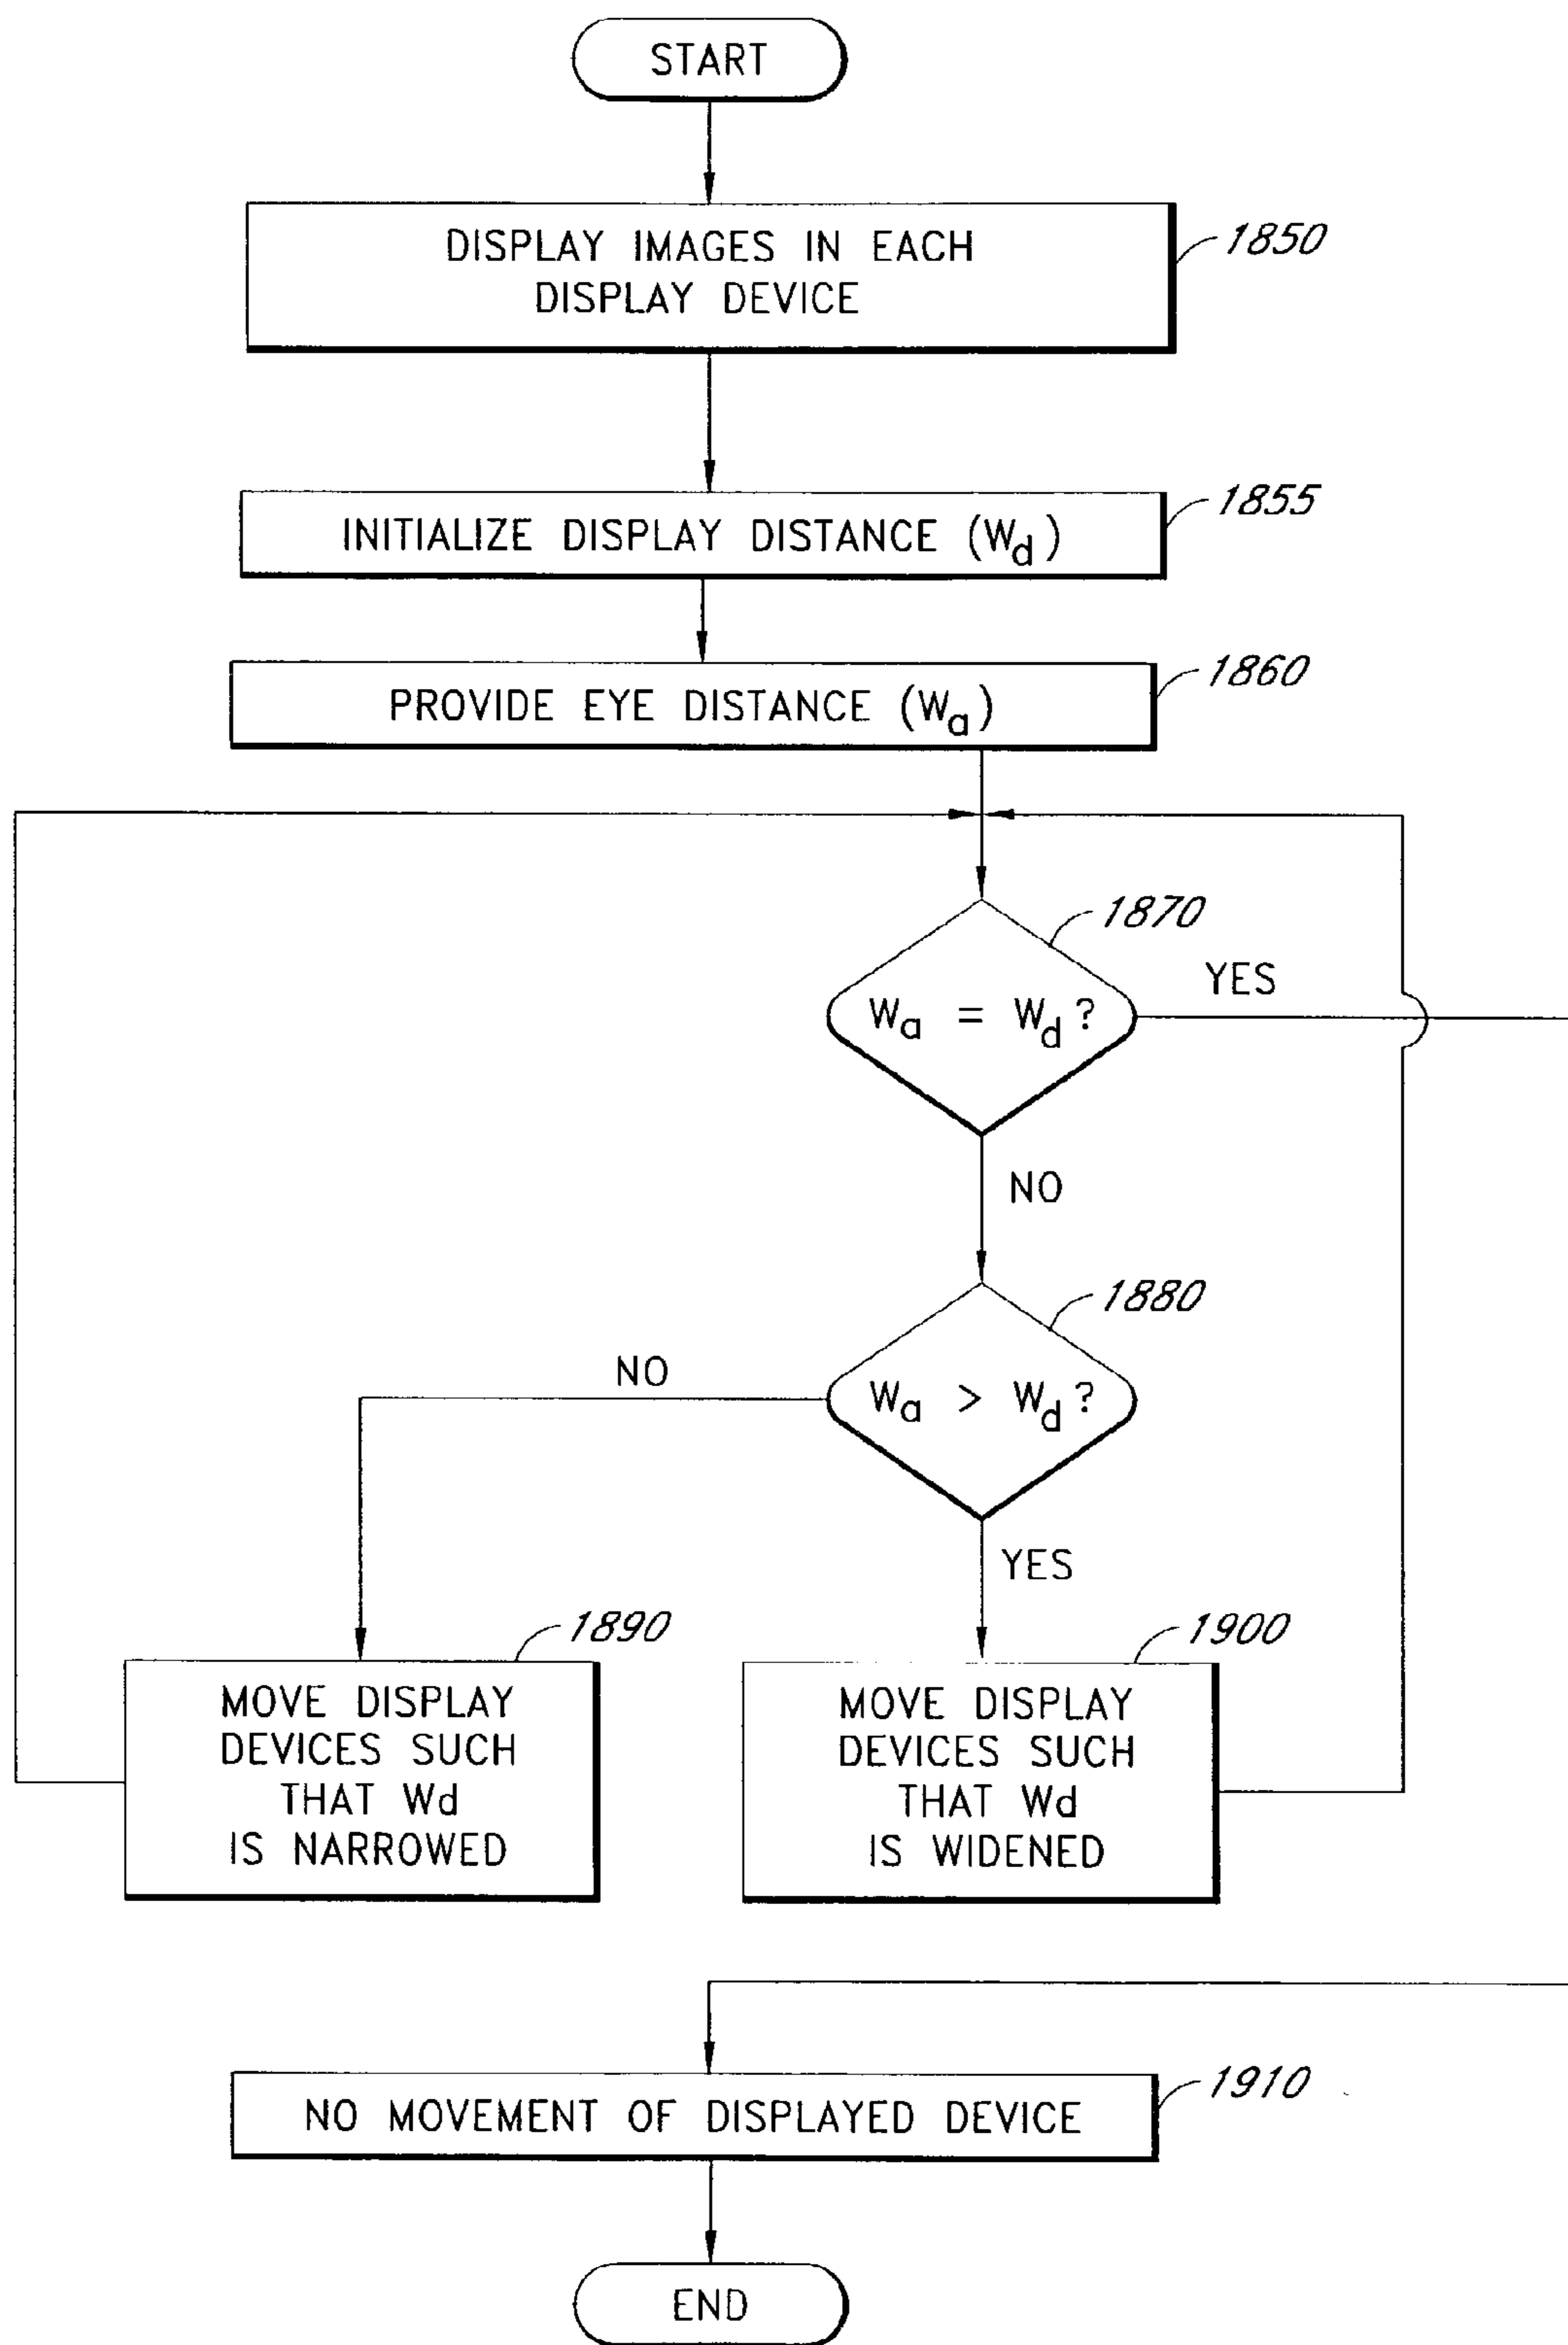 START
DISPLAY IMAGES IN EACH
DISPLAY DEVICE
1850
INITIALIZE DISPLAY DISTANCE (Wd)
1855
PROVIDE EYE DISTANCE (Wa)
1860
1870
Wa = Wd?
YES
NO
1880
Wa > Wd?
NO
YES
1890
MOVE DISPLAY
DEVICES SUCH
THAT Wd
IS NARROWED
1900
MOVE DISPLAY
DEVICES SUCH
THAT Wd
IS WIDENED
NO MOVEMENT OF DISPLAYED DEVICE
1910
END